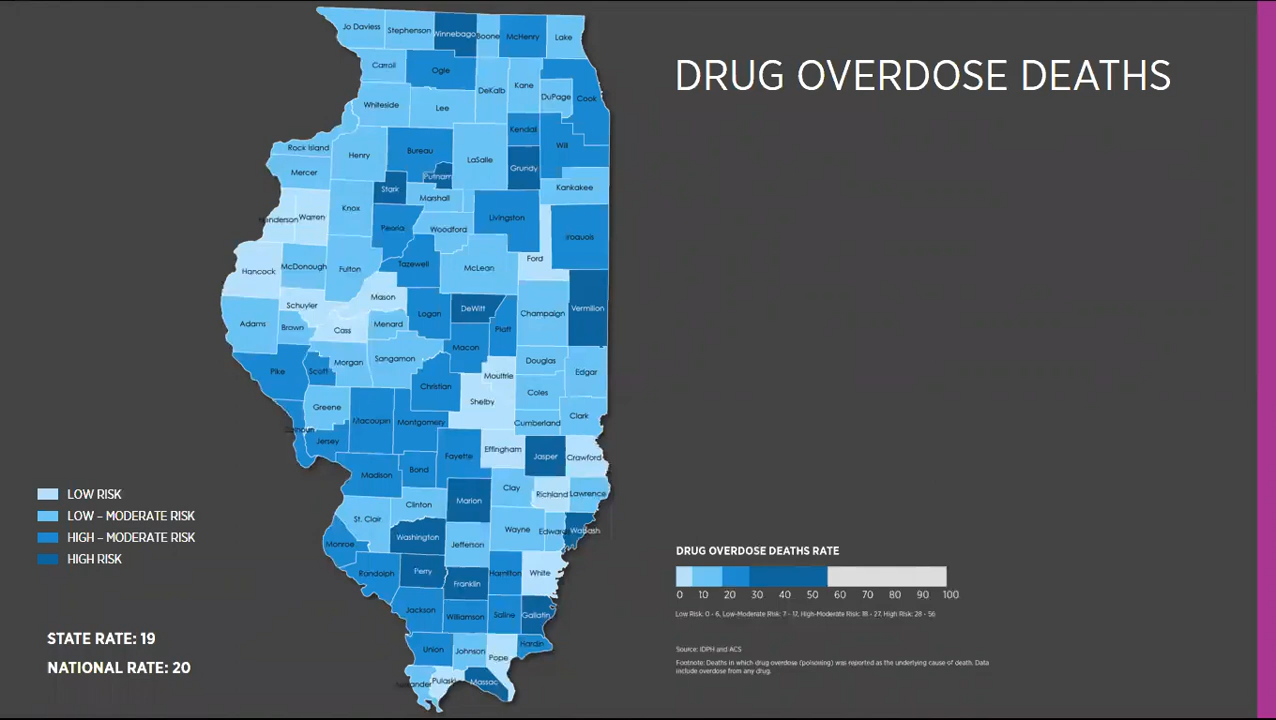 DRUG OVERDOSE DEATHS
Jo Daviess
Stephenson
Winnebago
Boone
McHenry
Lake
Carroll
Ogle
DeKalb
Kane
DuPage
Cook
Whiteside
Lee
Kendall
Will
Rock Island
Henry
Bureau
LaSalle
Grundy
Mercer
Putnam
Kankakee
Stark
Marshall
Henderson
Warren
Knox
Peoria
Woodford
Livingston
Iroquois
Hancock
McDonough
Fulton
Tazewell
McLean
Ford
Schuyler
Mason
Logan
DeWitt
Champaign
Vermilion
Adams
Brown
Cass
Menard
Piatt
Macon
Pike
Scott
Morgan
Sangamon
Douglas
Edgar
Moultrie
Christian
Shelby
Coles
Greene
Macoupin
Montgomery
Cumberland
Clark
Calhoun
Jersey
Fayette
Effingham
Jasper
Crawford
Madison
Bond
Clay
Richland
Lawrence
Marion
Clinton
St. Clair
Washington
Jefferson
Wayne
Edwards
Wabash
Monroe
Randolph
Perry
Franklin
Hamilton
White
Jackson
Williamson
Saline
Gallatin
Union
Johnson
Pope
Hardin
Alexander
Pulaski
Massac
LOW RISK
LOW – MODERATE RISK
HIGH – MODERATE RISK
HIGH RISK
STATE RATE: 19
NATIONAL RATE: 20
DRUG OVERDOSE DEATHS RATE
0 10 20 30 40 50 60 70 80 90 100
Low Risk: 0 - 6, Low-Moderate Risk: 7 - 17, High-Moderate Risk: 18 - 27, High Risk: 28 - 56
Source: IDPH and ACS
Footnote: Deaths in which drug overdose (poisoning) was reported as the underlying cause of death. Data
include overdose from any drug.